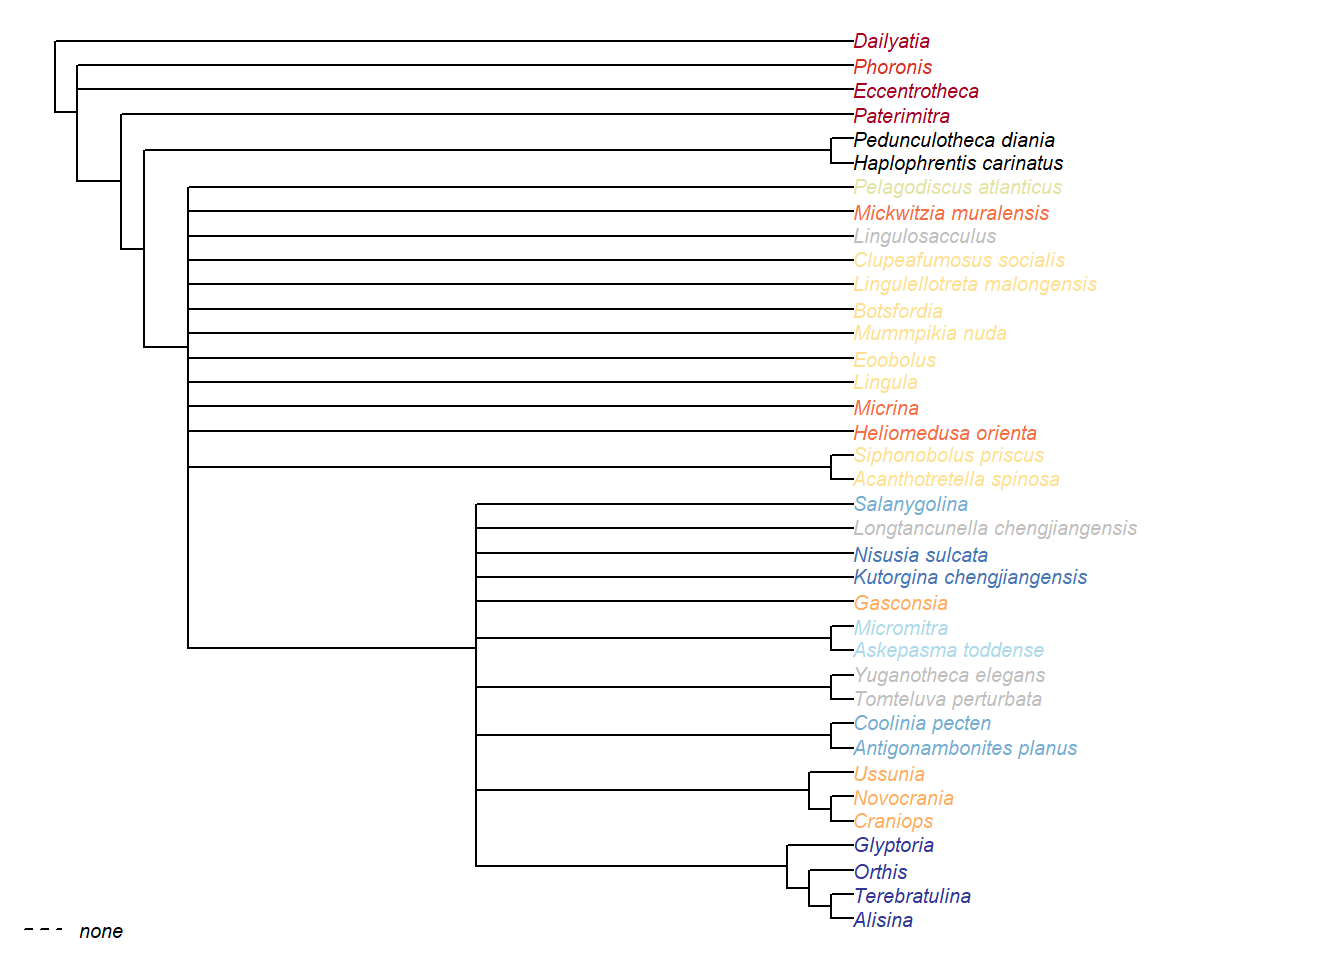 Dailyatia
Phoronis
Eccentrotheca
Paterimitra
Pedunculotheca diania
Haplophrentis carinatus
Pelagodiscus atlanticus
Mickwitzia muralensis
Lingulosacculus
Clupeafumosus socialis
Lingulellotreta malongensis
Botsfordia
Mummpikia nuda
Eoobolus
Lingula
Micrina
Heliomedusa orienta
Siphonobolus priscus
Acanthotretella spinosa
Salanygolina
Longtancunella chengjiangensis
Nisusia sulcata
Kutorgina chengjiangensis
Gasconsia
Micromitra
Askepasma toddense
Yuganotheca elegans
Tomteluva perturbata
Coolinia pecten
Antigonambonites planus
Ussunia
Novocrania
Craniops
Glyptoria
Orthis
Terebratulina
Alisina
none